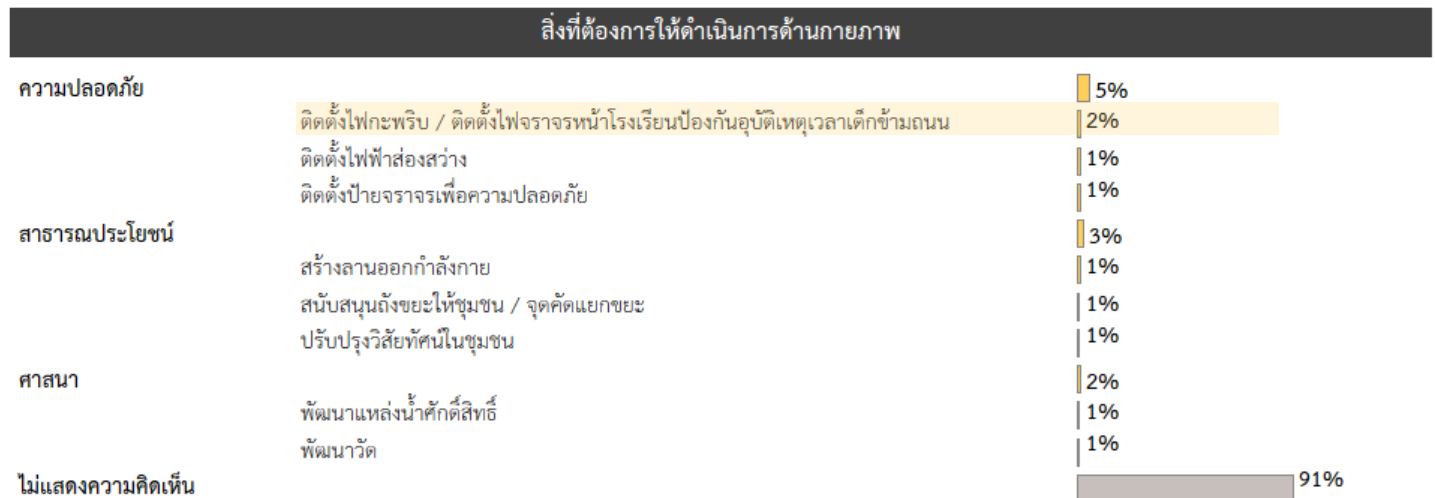 สิ่งที่ต้องการให้ดำเนินการด้านกายภาพ
ความปลอดภัย 5%
ติดตั้งไฟกะพริบ / ติดตั้งไฟจราจรหน้าโรงเรียนป้องกันอุบัติเหตุเวลาเด็กข้ามถนน 2%
ติดตั้งไฟฟ้าส่องสว่าง 1%
ติดตั้งป้ายจราจรเพื่อความปลอดภัย 1%
สาธารณประโยชน์ 3%
สร้างลานออกกำลังกาย 1%
สนับสนุนถังขยะให้ชุมชน / จุดคัดแยกขยะ 1%
ปรับปรุงวิสัยทัศน์ในชุมชน 1%
ศาสนา 2%
พัฒนาแหล่งน้ำศักดิ์สิทธิ์ 1%
พัฒนาวัด 1%
ไม่แสดงความคิดเห็น 91%